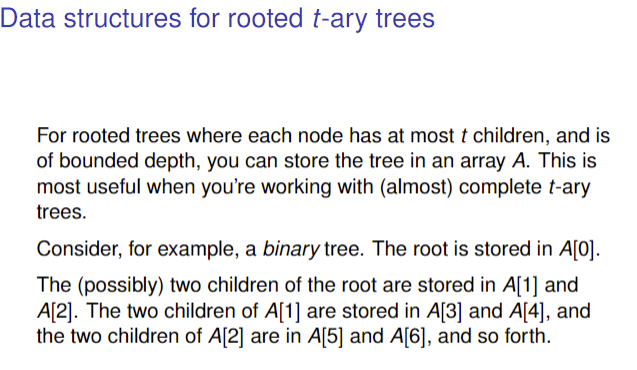 Data structures for rooted t-ary trees
For rooted trees where each node has at most t children, and is
of bounded depth, you can store the tree in an array A. This is
most useful when you're working with (almost) complete t-ary
trees.
Consider, for example, a binary tree. The root is stored in A[0].
The (possibly) two children of the root are stored in A[1] and
A[2]. The two children of A[1] are stored in A[3] and A[4], and
the two children of A[2] are in A[5] and A[6], and so forth.